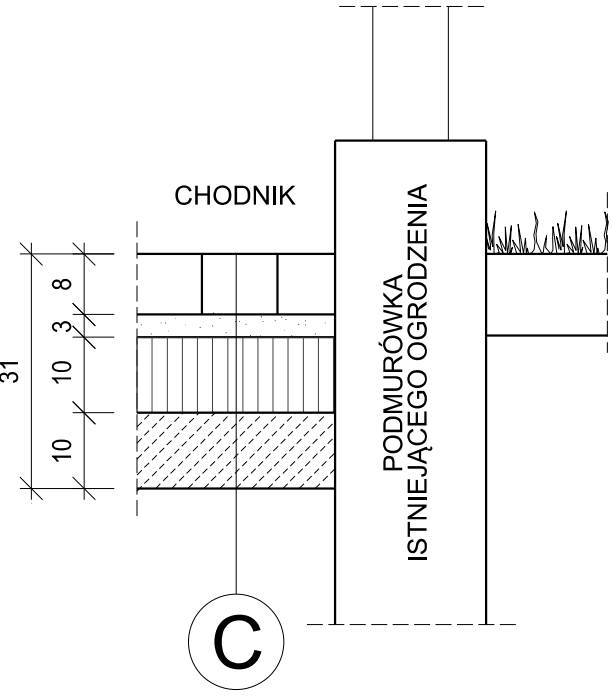 CHODNIK
8
3
10
10
31
PODMURÓWKA
ISTNIEJĄCEGO OGRODZENIA
C